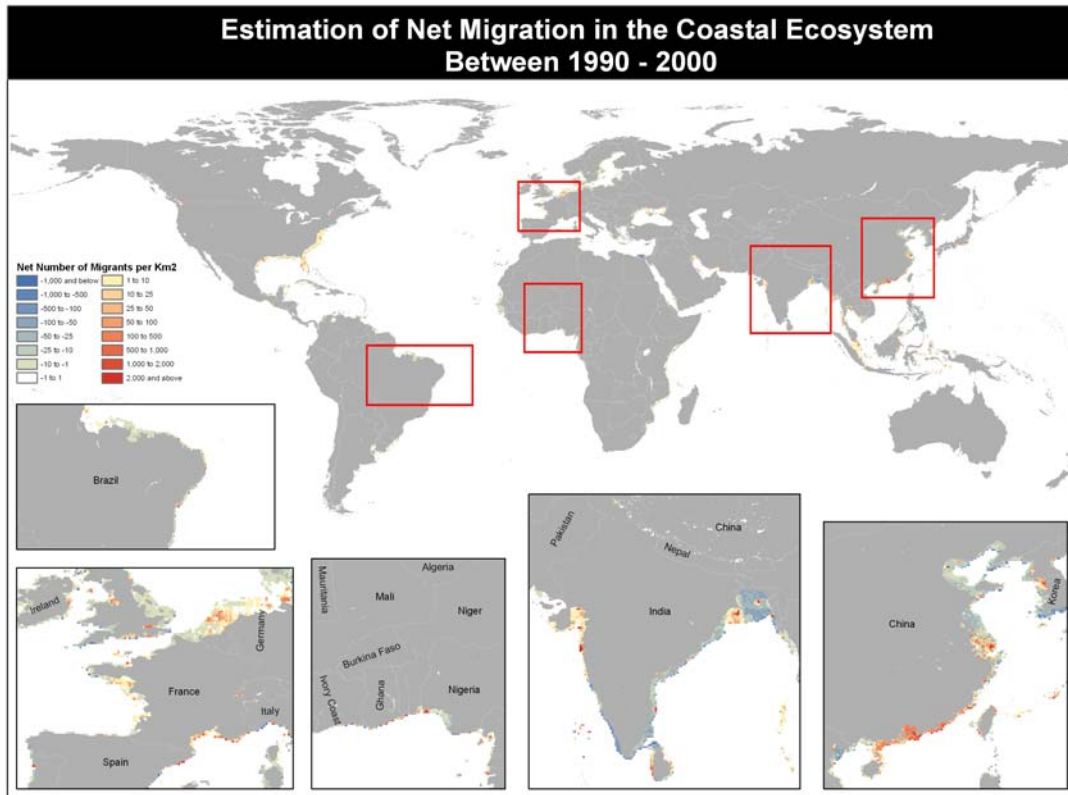 Estimation of Net Migration in the Coastal Ecosystem
Between 1990 - 2000
Net Number of Migrants per Km2
-1,000 and below
-1,000 to -500
-500 to -100
-100 to -50
-50 to -25
-25 to -10
-10 to -1
-1 to 1
1 to 10
10 to 25
25 to 50
50 to 100
100 to 500
500 to 1,000
1,000 to 2,000
2,000 and above
Brazil
Ireland
Germany
France
Italy
Spain
Mauntania
Algeria
Mali
Niger
Burkina Faso
Ivory Coast
Ghana
Nigeria
Pakistan
China
Nepal
India
China
Korea